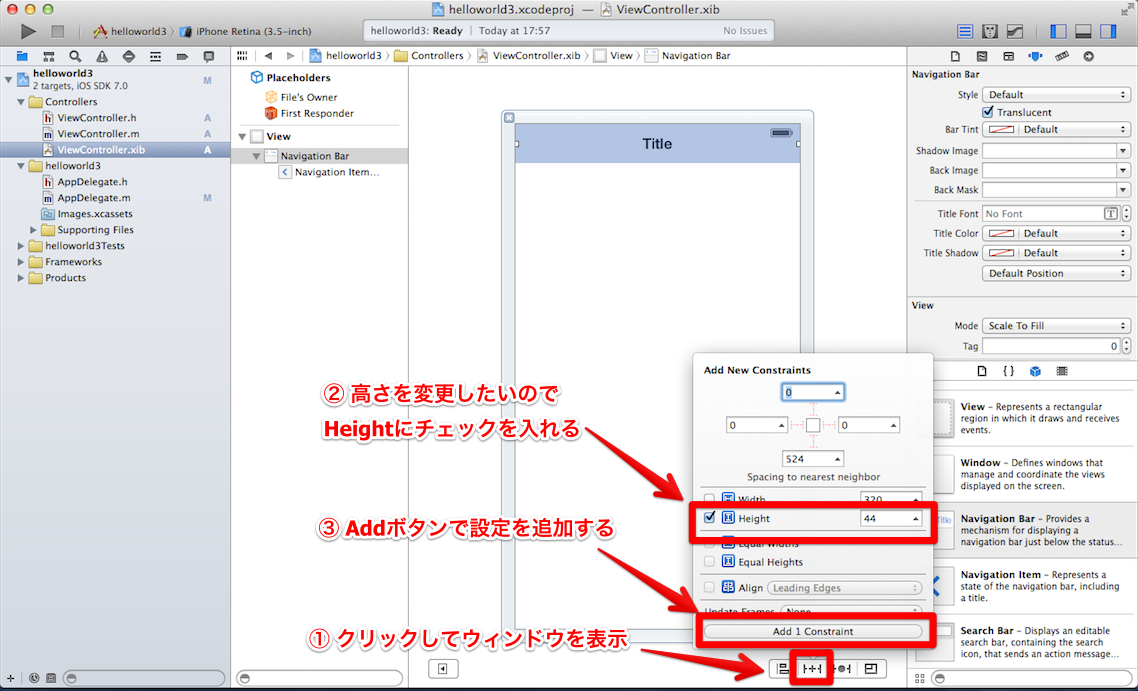 helloworld3.xcodeproj — ViewController.xib
helloworld3 〉 iPhone Retina (3.5-inch)
helloworld3: Ready | Today at 17:57
No Issues
helloworld3 〉 Controllers 〉 ViewController.xib 〉 View 〉 Navigation Bar
helloworld3
2 targets, iOS SDK 7.0
M
Controllers
ViewController.h
A
ViewController.m
A
ViewController.xib
A
helloworld3
AppDelegate.h
AppDelegate.m
M
Images.xcassets
Supporting Files
helloworld3Tests
Frameworks
Products
Placeholders
File's Owner
First Responder
View
Navigation Bar
Navigation Item...
Title
② 高さを変更したいので
Heightにチェックを入れる
③ Addボタンで設定を追加する
① クリックしてウィンドウを表示
Add New Constraints
0
0
0
524
Spacing to nearest neighbor
Width
320
Height
44
Equal Widths
Equal Heights
Align
Leading Edges
Update Frames
None
Add 1 Constraint
Navigation Bar
Style
Default
Translucent
Bar Tint
Default
Shadow Image
Back Image
Back Mask
Title Font
No Font
T
Title Color
Default
Title Shadow
Default
Default Position
View
Mode
Scale To Fill
Tag
0
{ }
View – Represents a rectangular
region in which it draws and receives
events.
Window – Defines windows that
manage and coordinate the views
displayed on the screen.
Title
Navigation Bar – Provides a
mechanism for displaying a
navigation bar just below the status...
Navigation Item – Represents a
state of the navigation bar, including
a title.
Search Bar – Displays an editable
search bar, containing the search
icon, that sends an action message...